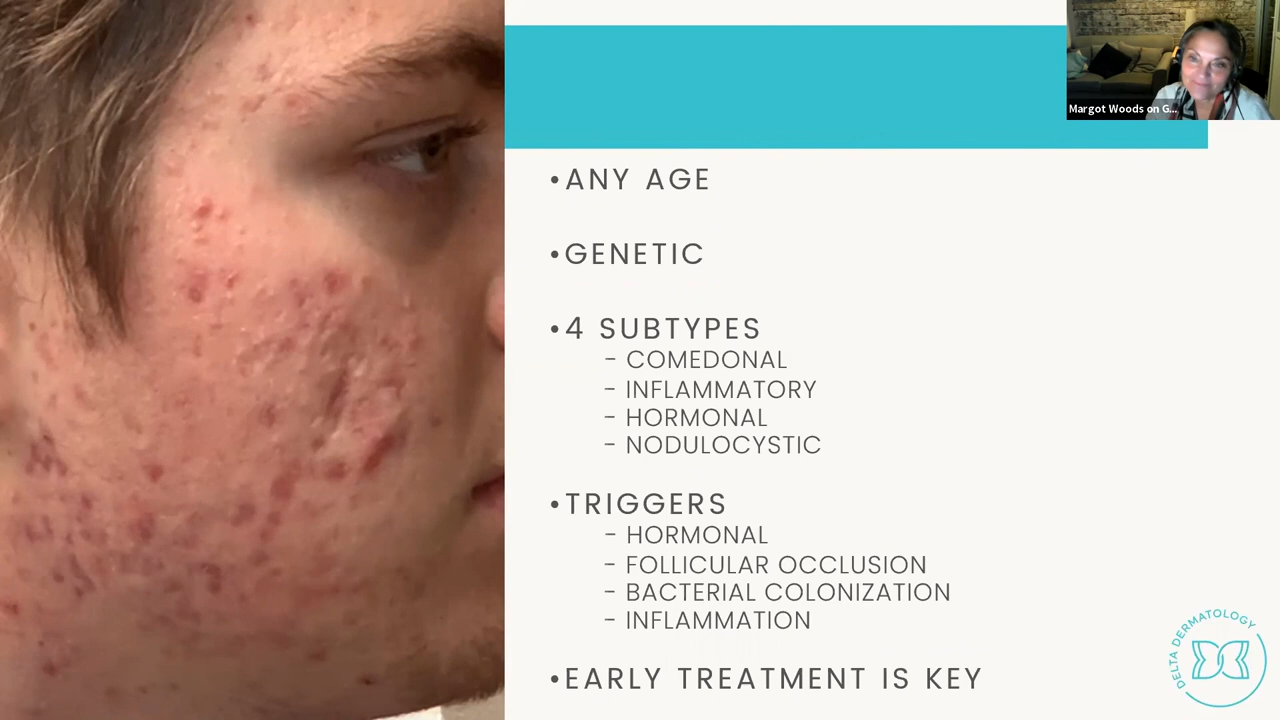 Margot Woods on G...
•ANY AGE
•GENETIC
•4 SUBTYPES
- COMEDONAL
- INFLAMMATORY
- HORMONAL
- NODULOCYSTIC
•TRIGGERS
- HORMONAL
- FOLLICULAR OCCLUSION
- BACTERIAL COLONIZATION
- INFLAMMATION
•EARLY TREATMENT IS KEY
DELTA DERMATOLOGY